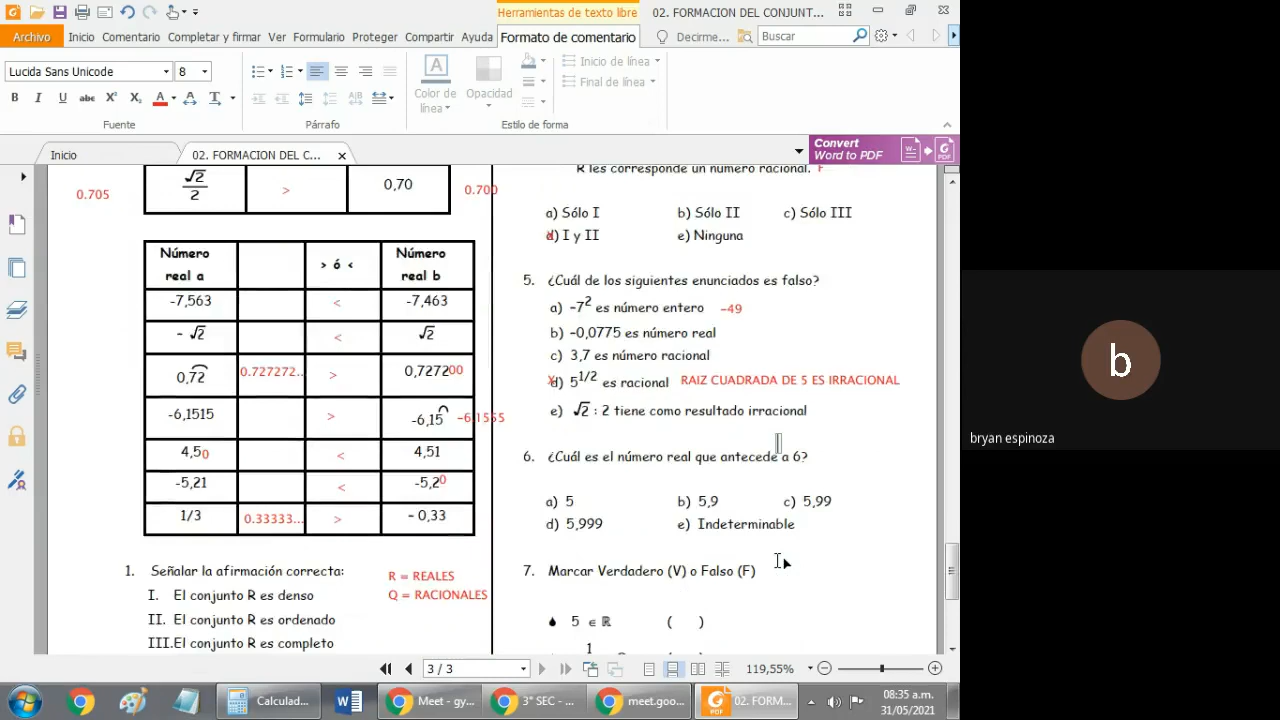 Herramientas de texto libre
02. FORMACION DEL CONJUNT...
Archivo Inicio Comentario Completar y firmar Ver Formulario Proteger Compartir Ayuda Formato de comentario Decirme... Buscar
Lucida Sans Unicode 8
Color de línea
Opacidad
Inicio de línea
Final de línea
Fuente Párrafo Estilo de forma
Inicio
02. FORMACION DEL C...
Convert
Word to PDF
√2/2 > 0,70
0.705
0.700
Número real a > ó < Número real b
-7,563 < -7,463
- √2 < √2
0,72 0.727272.. > 0,727200
-6,1515 > -6,15 -6,1555
4,50 < 4,51
-5,21 < -5,20
1/3 0.33333... > - 0,33
1. Señalar la afirmación correcta:
R = REALES
I. El conjunto R es denso
Q = RACIONALES
II. El conjunto R es ordenado
III. El conjunto R es completo
R les corresponde un número racional. F
a) Sólo I b) Sólo II c) Sólo III
d) I y II e) Ninguna
5. ¿Cuál de los siguientes enunciados es falso?
a) -7² es número entero -49
b) -0,0775 es número real
c) 3,7 es número racional
X d) 5^1/2 es racional RAIZ CUADRADA DE 5 ES IRRACIONAL
e) √2 : 2 tiene como resultado irracional
6. ¿Cuál es el número real que antecede a 6?
a) 5 b) 5,9 c) 5,99
d) 5,999 e) Indeterminable
7. Marcar Verdadero (V) o Falso (F)
5 ∈ ℝ ( )
1
3 / 3
119,55%
Calculad...
Meet - gy...
3° SEC - ...
meet.goo...
02. FORM...
08:35 a.m.
31/05/2021
b
bryan espinoza